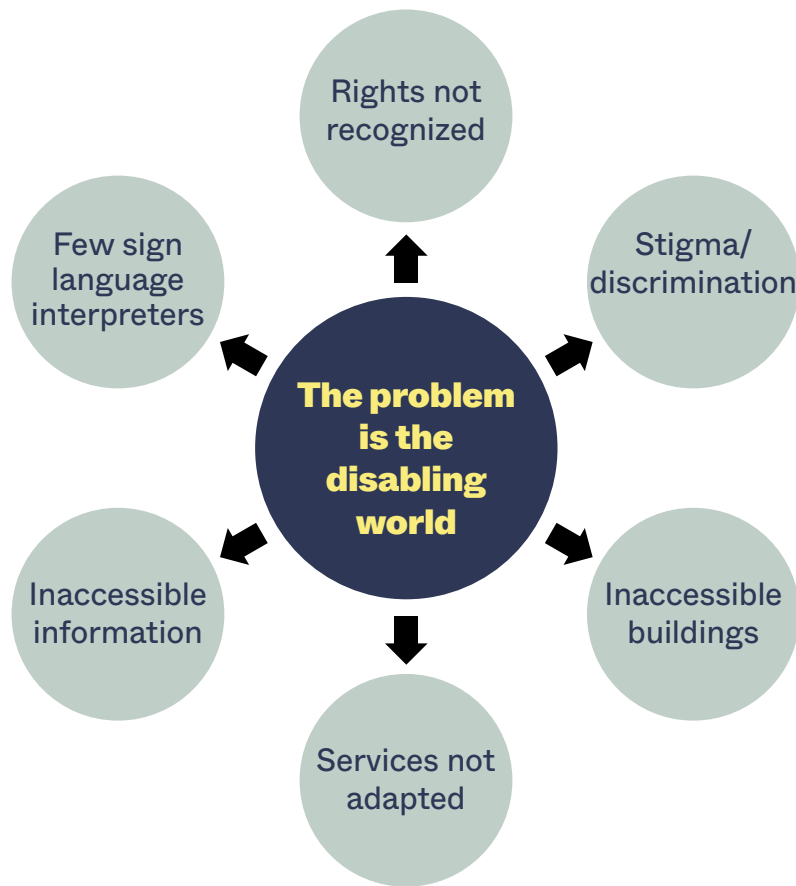 Rights not
recognized
Few sign
language
interpreters
Stigma/
discrimination
The problem
is the
disabling
world
Inaccessible
information
Inaccessible
buildings
Services not
adapted